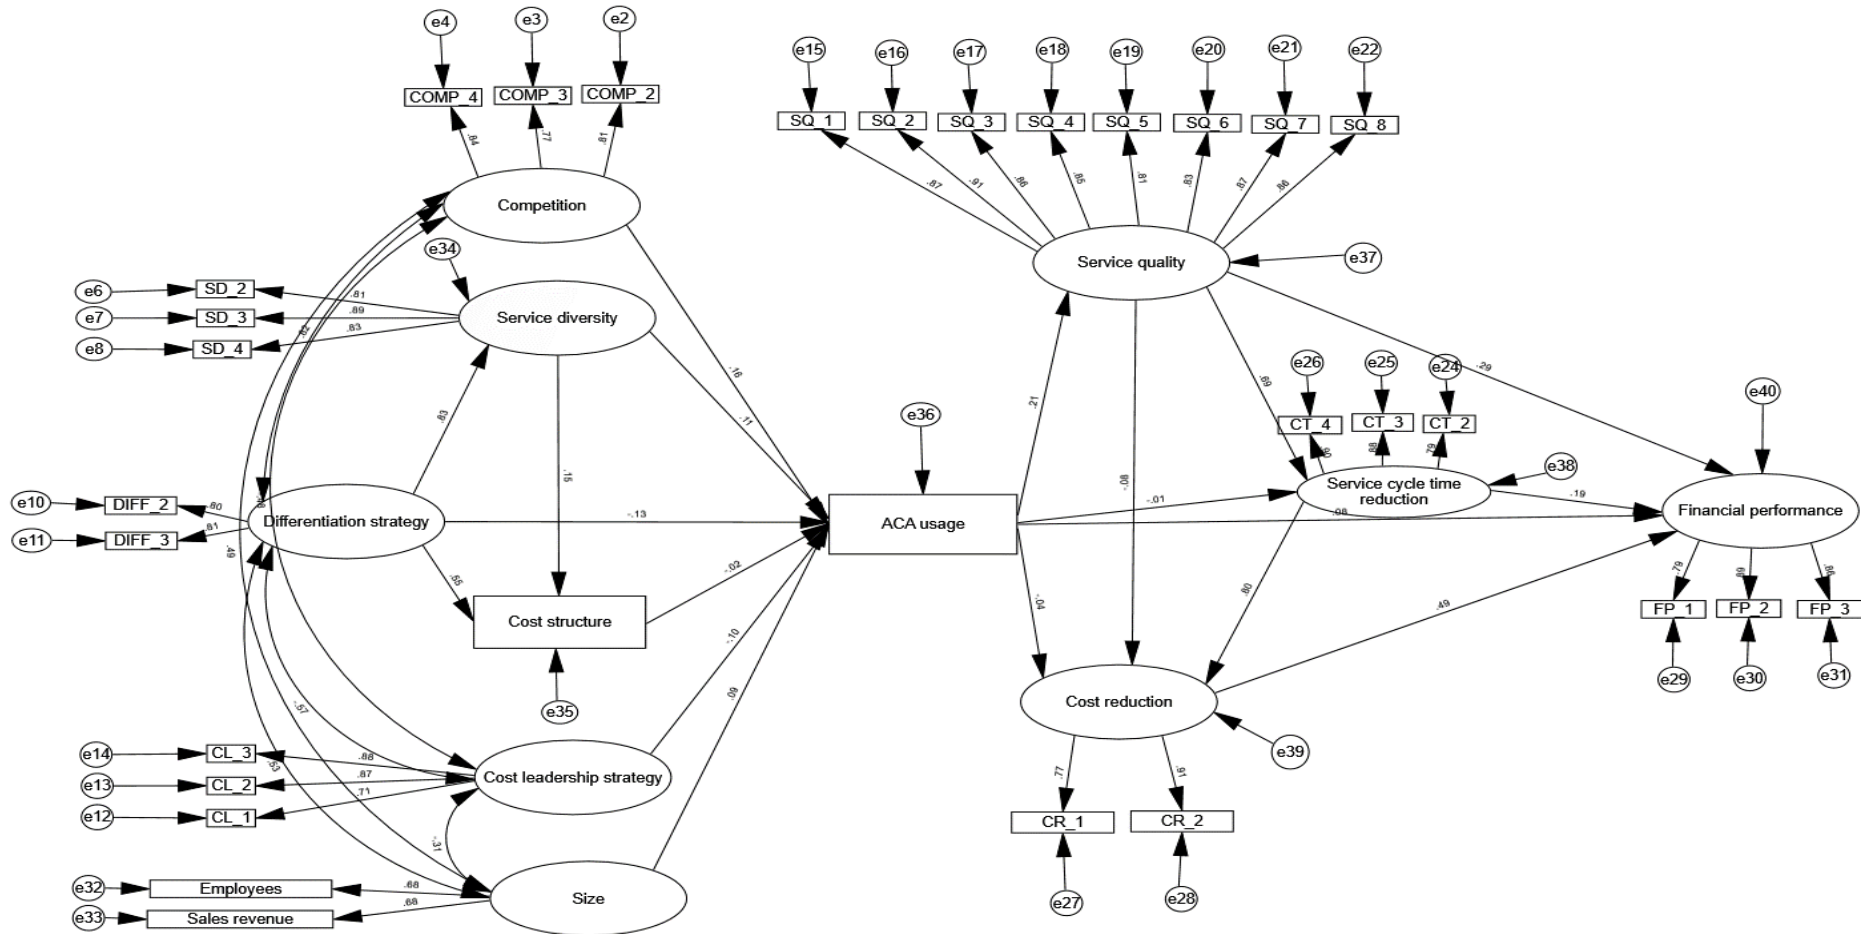 e4
e3
e2
COMP_4
COMP_3
COMP_2
.84
.77
.81
Competition
e34
e6
SD_2
.81
e7
SD_3
.89
e8
SD_4
.83
Service diversity
.62
.16
.11
.83
.15
e10
DIFF_2
.80
e11
DIFF_3
.81
Differentiation strategy
.49
-.13
.55
-.02
Cost structure
e35
-.10
.09
e14
CL_3
.88
e13
CL_2
.87
e12
CL_1
.71
Cost leadership strategy
-.57
.53
-.31
e32
Employees
.68
e33
Sales revenue
.68
Size
e36
ACA usage
e15
e16
e17
e18
e19
e20
e21
e22
SQ_1
SQ_2
SQ_3
SQ_4
SQ_5
SQ_6
SQ_7
SQ_8
.87
.91
.86
.85
.81
.83
.87
.86
Service quality
e37
.21
-.08
.69
.29
e26
e25
e24
CT_4
CT_3
CT_2
.80
.88
.79
Service cycle time
reduction
e38
-.01
.19
.08
-.04
.80
.49
Cost reduction
e39
.77
.91
CR_1
CR_2
e27
e28
e40
Financial performance
.79
.89
.86
FP_1
FP_2
FP_3
e29
e30
e31